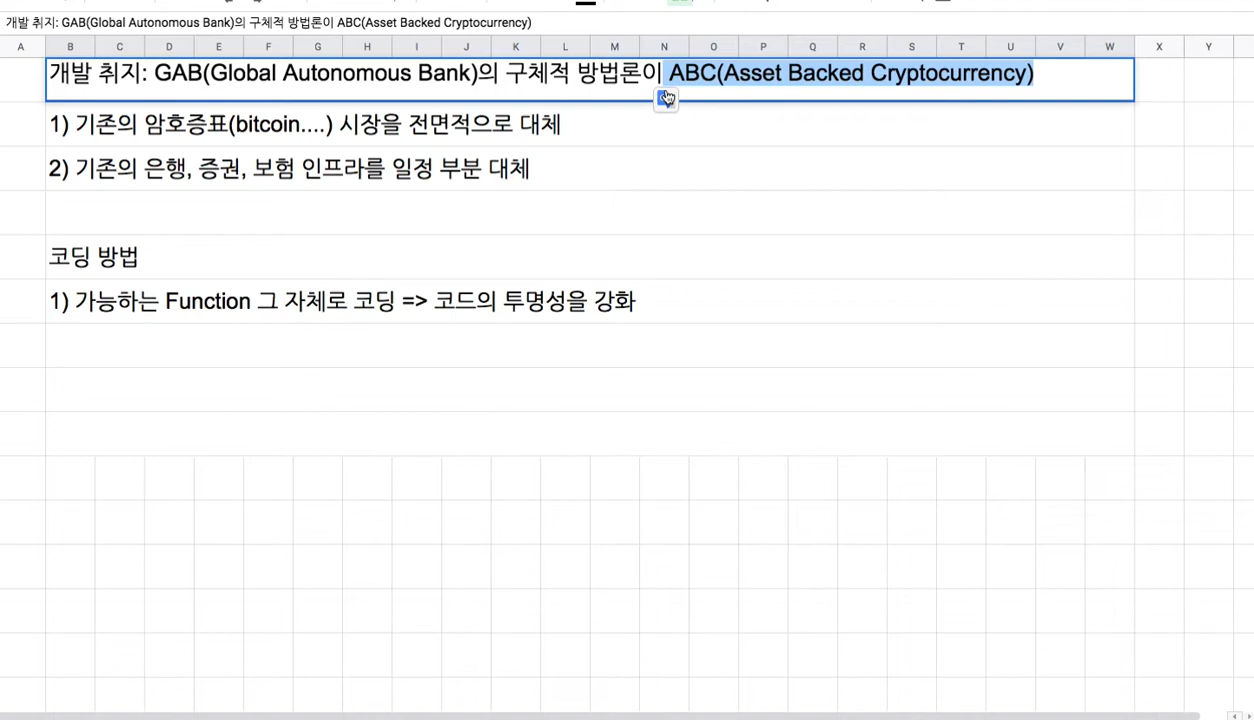 개발 취지: GAB(Global Autonomous Bank)의 구체적 방법론이 ABC(Asset Backed Cryptocurrency)
A B C D E F G H I J K L M N O P Q R S T U V W X Y
개발 취지: GAB(Global Autonomous Bank)의 구체적 방법론이 ABC(Asset Backed Cryptocurrency)
1) 기존의 암호증표(bitcoin....) 시장을 전면적으로 대체
2) 기존의 은행, 증권, 보험 인프라를 일정 부분 대체
코딩 방법
1) 가능하는 Function 그 자체로 코딩 => 코드의 투명성을 강화